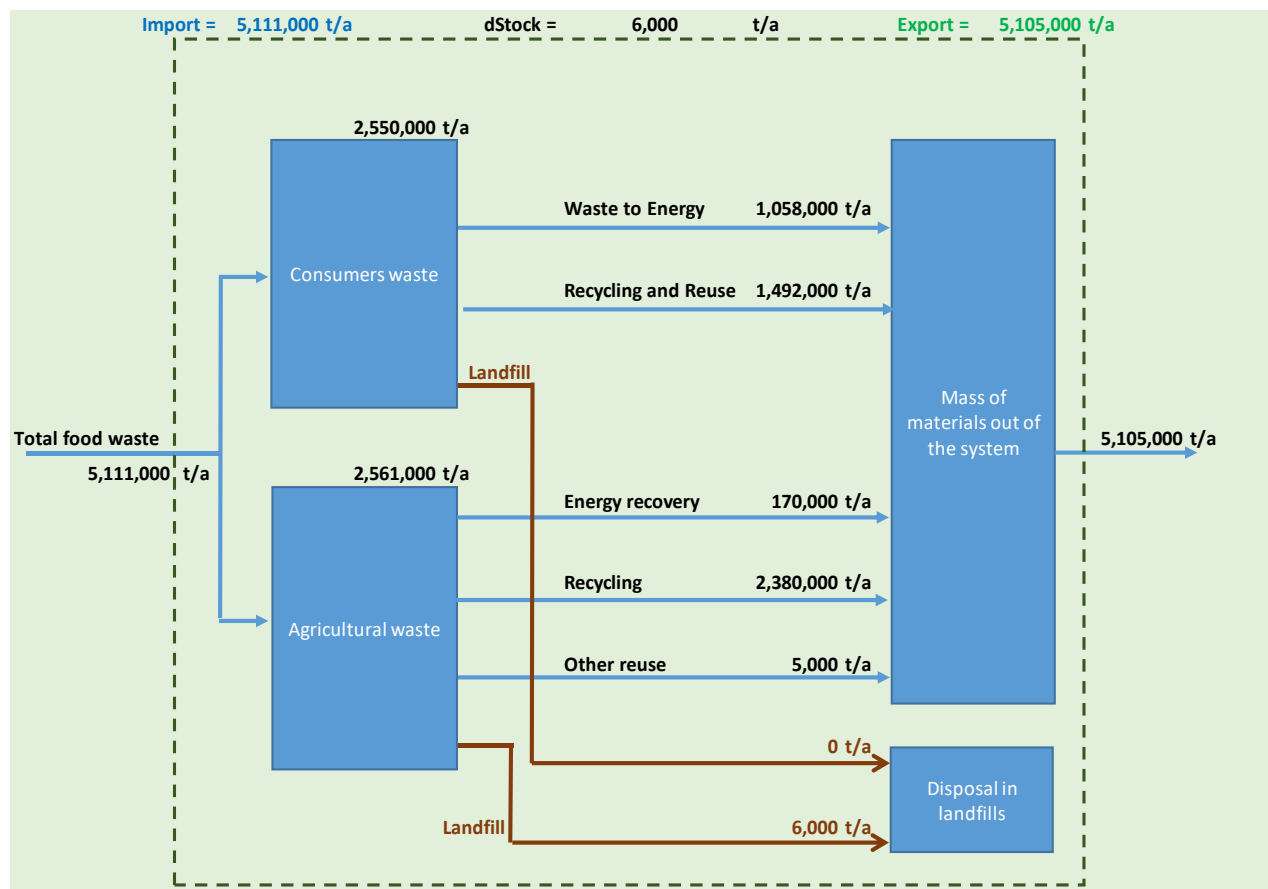 Import = 5,111,000 t/a dStock = 6,000 t/a Export = 5,105,000 t/a
2,550,000 t/a
Waste to Energy 1,058,000 t/a
Consumers waste
Recycling and Reuse 1,492,000 t/a
Landfill
Mass of
materials out of
the system
Total food waste
5,111,000 t/a
5,105,000 t/a
2,561,000 t/a
Energy recovery 170,000 t/a
Recycling 2,380,000 t/a
Agricultural waste
Other reuse 5,000 t/a
0 t/a
Disposal in
landfills
Landfill 6,000 t/a